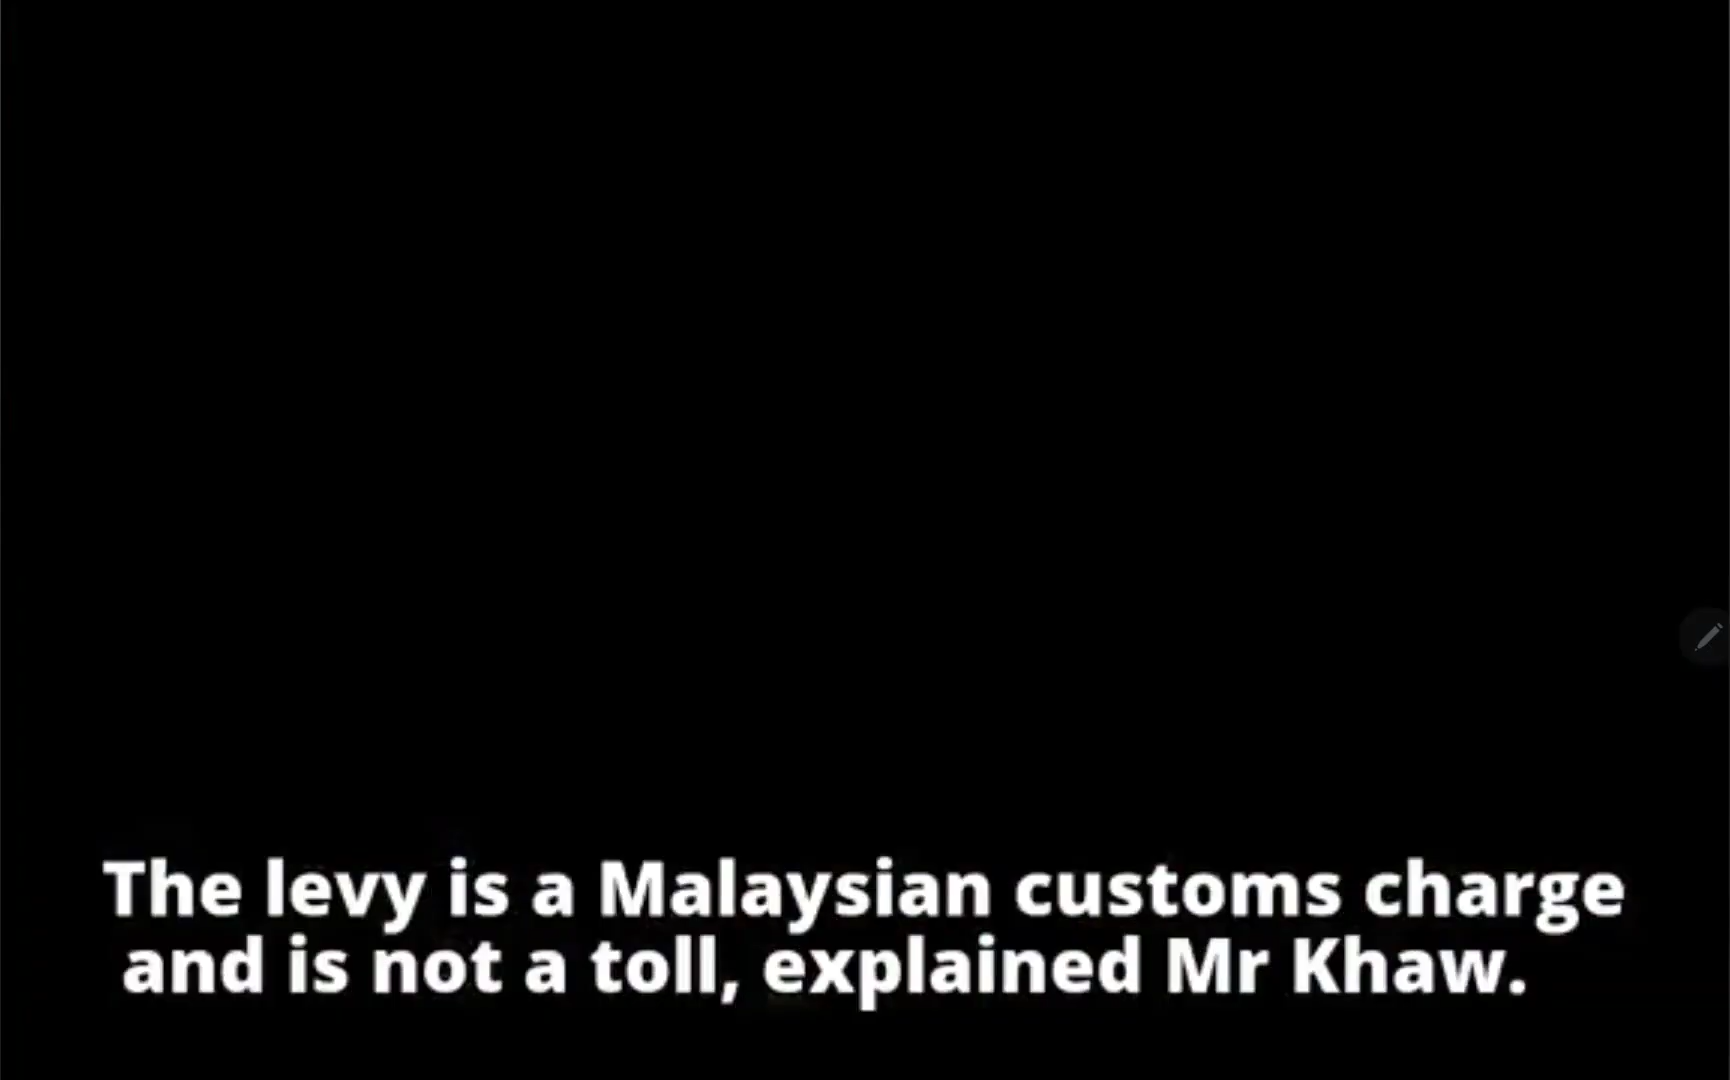 The levy is a Malaysian customs charge
and is not a toll, explained Mr Khaw.